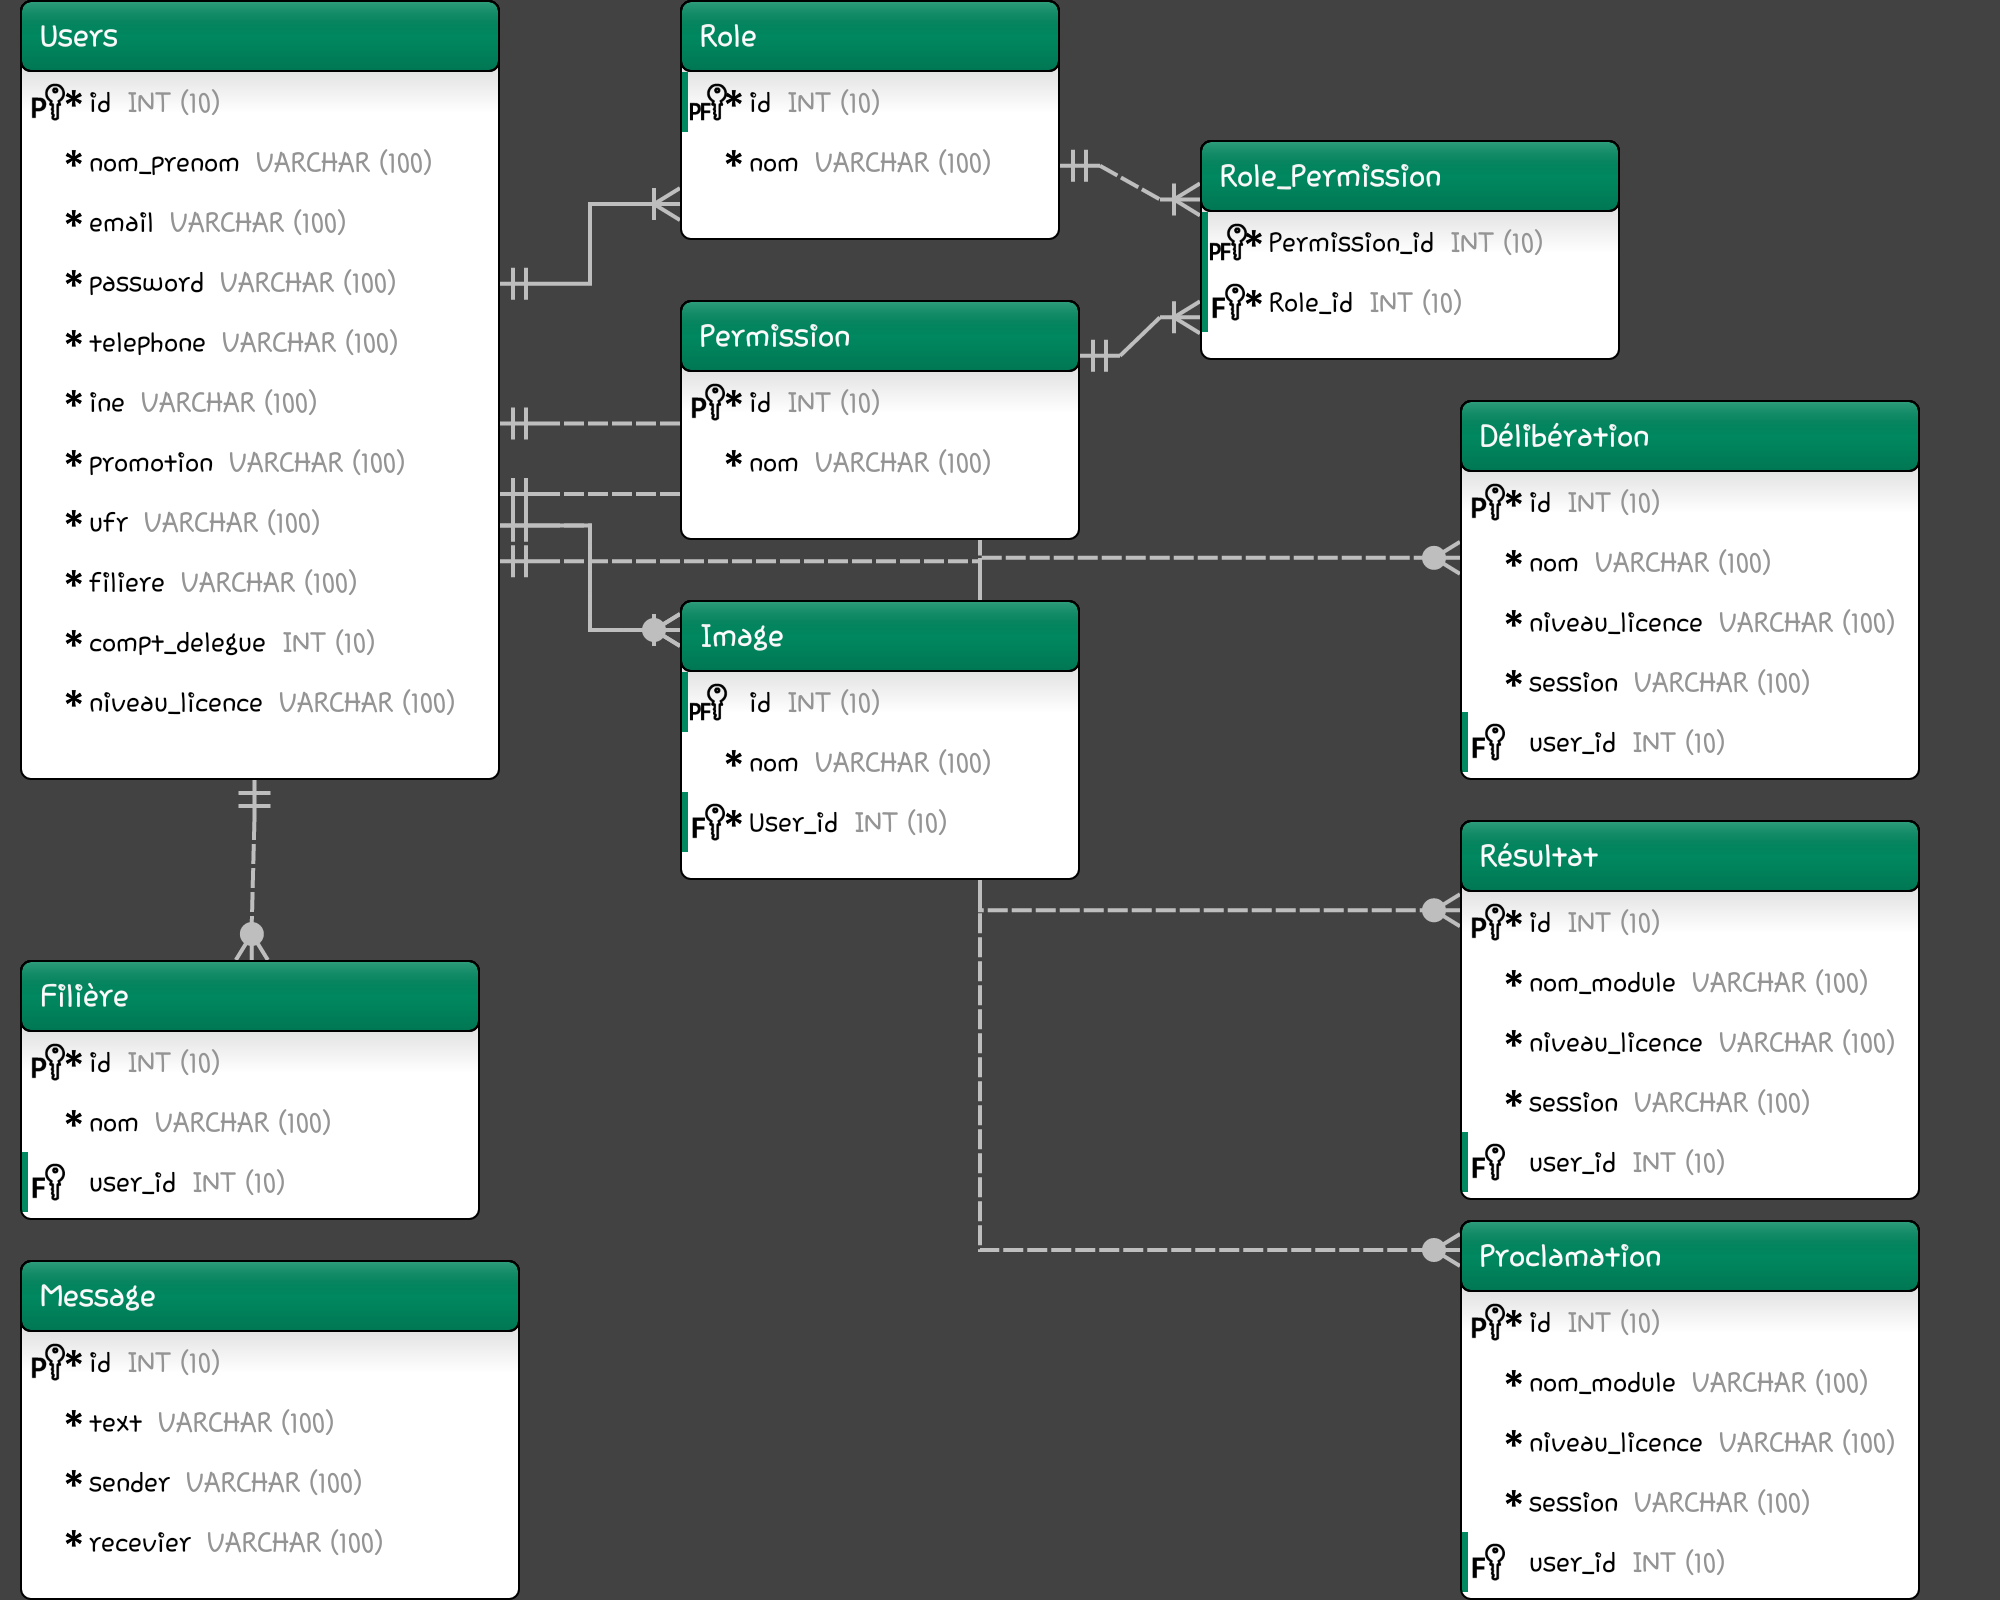 Users
P* id INT (10)
* nom_prenom VARCHAR (100)
* email VARCHAR (100)
* password VARCHAR (100)
* telephone VARCHAR (100)
* ine VARCHAR (100)
* promotion VARCHAR (100)
* ufr VARCHAR (100)
* filiere VARCHAR (100)
* compt_delegue INT (10)
* niveau_licence VARCHAR (100)
Role
PF* id INT (10)
* nom VARCHAR (100)
Role_Permission
PF* Permission_id INT (10)
F* Role_id INT (10)
Permission
P* id INT (10)
* nom VARCHAR (100)
Délibération
P* id INT (10)
* nom VARCHAR (100)
* niveau_licence VARCHAR (100)
* session VARCHAR (100)
F user_id INT (10)
Image
PF id INT (10)
* nom VARCHAR (100)
F* User_id INT (10)
Résultat
P* id INT (10)
* nom_module VARCHAR (100)
* niveau_licence VARCHAR (100)
* session VARCHAR (100)
F user_id INT (10)
Filière
P* id INT (10)
* nom VARCHAR (100)
F user_id INT (10)
Proclamation
P* id INT (10)
* nom_module VARCHAR (100)
* niveau_licence VARCHAR (100)
* session VARCHAR (100)
F user_id INT (10)
Message
P* id INT (10)
* text VARCHAR (100)
* sender VARCHAR (100)
* recevier VARCHAR (100)